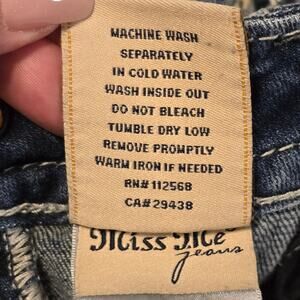 MACHINE WASH
SEPARATELY
IN COLD WATER
WASH INSIDE OUT
DO NOT BLEACH
TUMBLE DRY LOW
REMOVE PROMPTLY
WARM IRON IF NEEDED
RN# 112568
CA# 29438
Miss Me
jeans